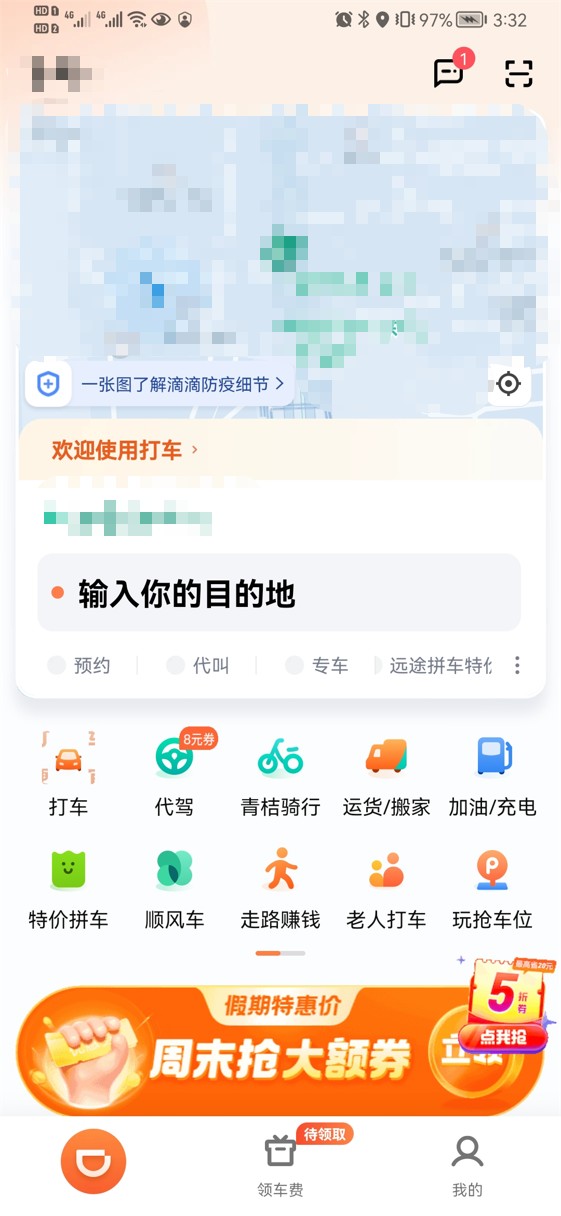 HD 1 4G 4G 97% 3:32
HD 2
1
一张图了解滴滴防疫细节
欢迎使用打车
输入你的目的地
预约 代叫 专车 远途拼车特
8元券
打车 代驾 青桔骑行 运货/搬家 加油/充电
P
特价拼车 顺风车 走路赚钱 老人打车 玩抢车位
最高省20元
5折券
点我抢
假期特惠价
周末抢大额券
待领取
领车费 我的